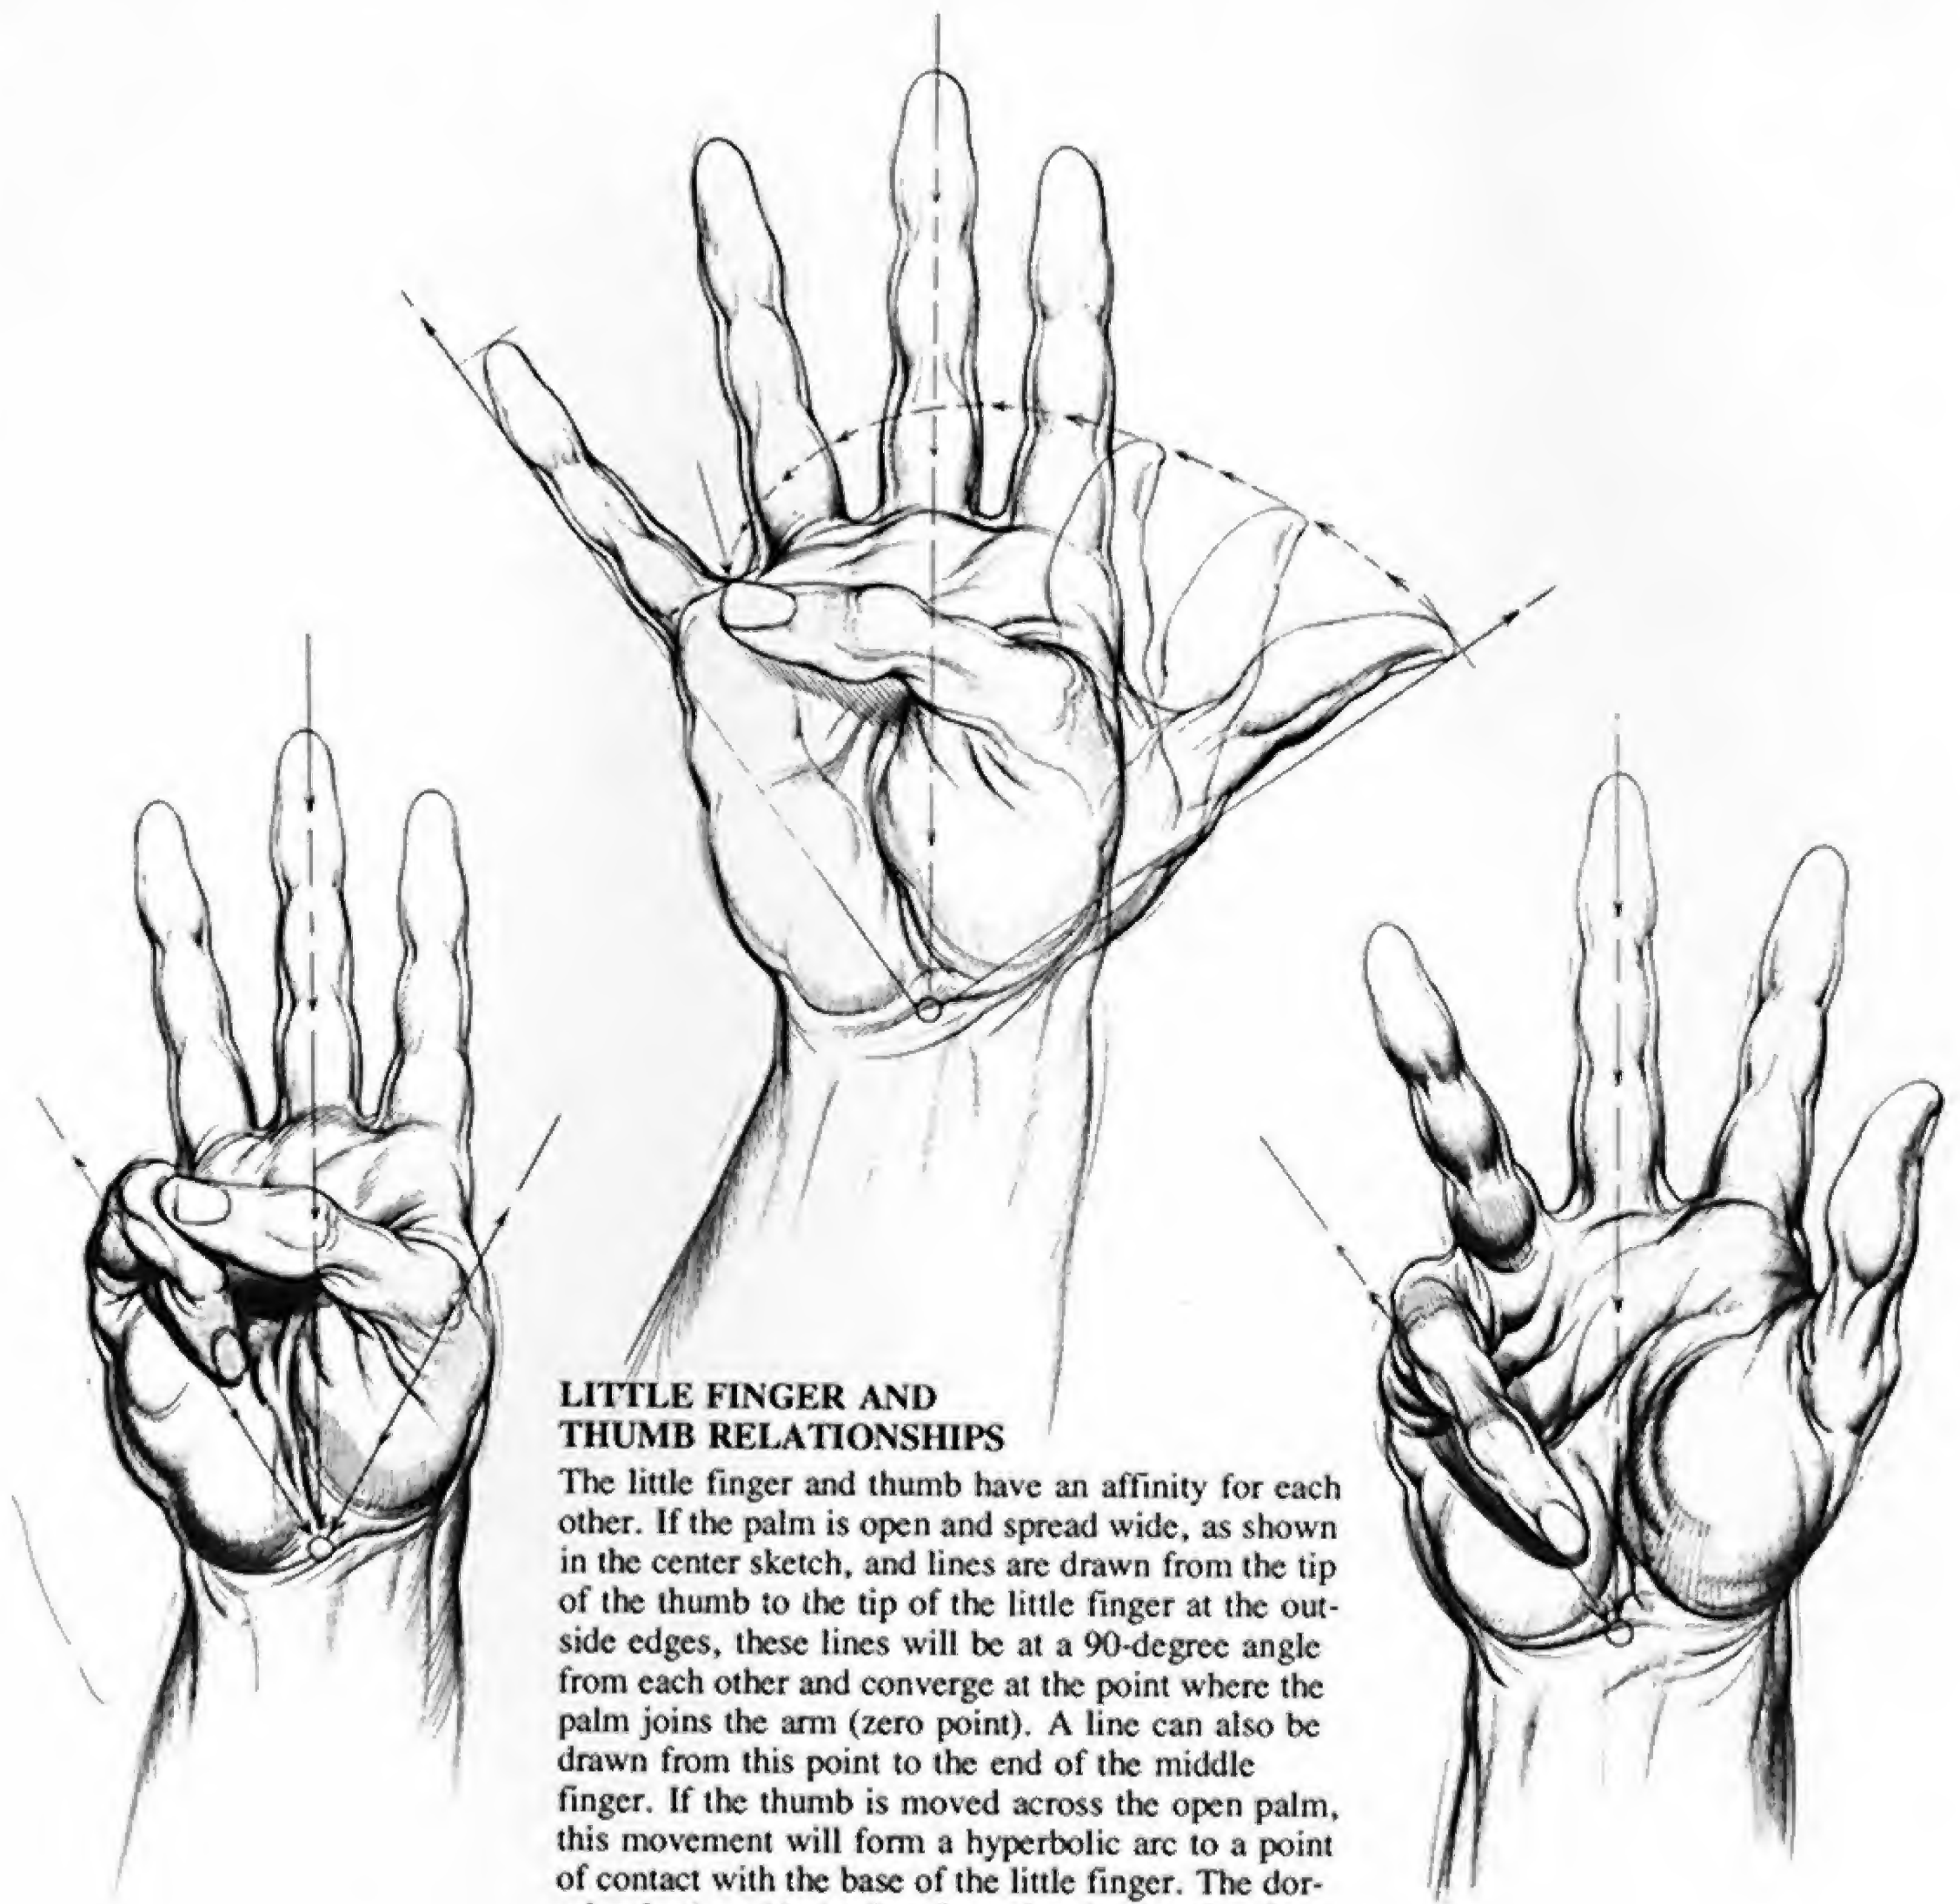 LITTLE FINGER AND
THUMB RELATIONSHIPS
The little finger and thumb have an affinity for each
other. If the palm is open and spread wide, as shown
in the center sketch, and lines are drawn from the tip
of the thumb to the tip of the little finger at the out-
side edges, these lines will be at a 90-degree angle
from each other and converge at the point where the
palm joins the arm (zero point). A line can also be
drawn from this point to the end of the middle
finger. If the thumb is moved across the open palm,
this movement will form a hyperbolic arc to a point
of contact with the base of the little finger. The dor-